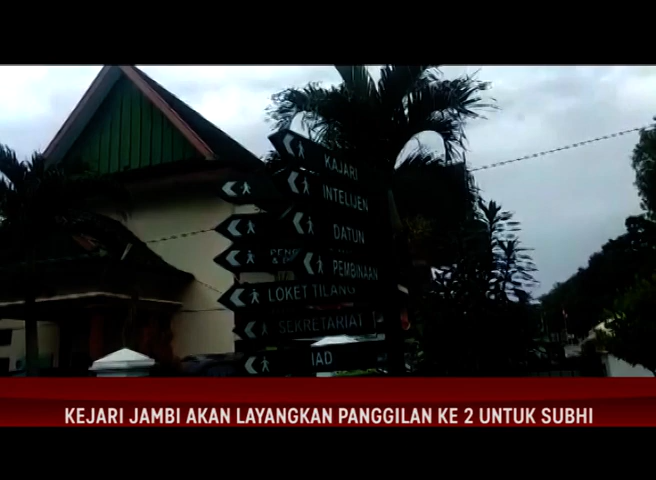 KAJARI
INTELIJEN
DATUN
PEMBINAAN
LOKET TILANG
SEKRETARIAT
IAD
KEJARI JAMBI AKAN LAYANGKAN PANGGILAN KE 2 UNTUK SUBHI